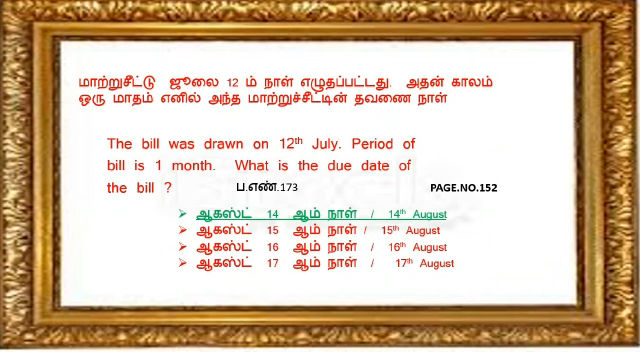 மாற்றுசீட்டு ஜூலை 12 ம் நாள் எழுதப்பட்டது. அதன் காலம்
ஒரு மாதம் எனில் அந்த மாற்றுச்சீட்டின் தவணை நாள்
The bill was drawn on 12th July. Period of
bill is 1 month. What is the due date of
the bill ? ப.எண்.173 PAGE.NO.152
➢ ஆகஸ்ட் 14 ஆம் நாள் / 14th August
➢ ஆகஸ்ட் 15 ஆம் நாள் / 15th August
➢ ஆகஸ்ட் 16 ஆம் நாள் / 16th August
➢ ஆகஸ்ட் 17 ஆம் நாள் / 17th August